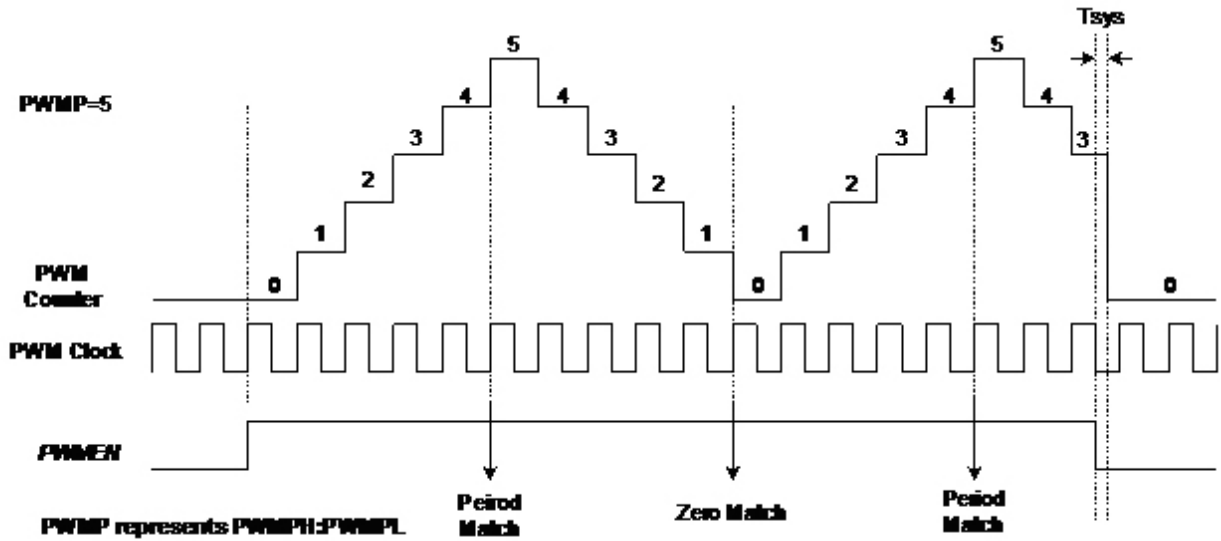 Tsys
5 5
PWMP=5 4 4 4 4
3 3 3 3
2 2 2
1 1 1
PWM
Counter
0 0 0
PWM Clock
PWMEN
Peirod
Match
Zero Match
Period
Match
PWMP represents PWMPH:PWMPL